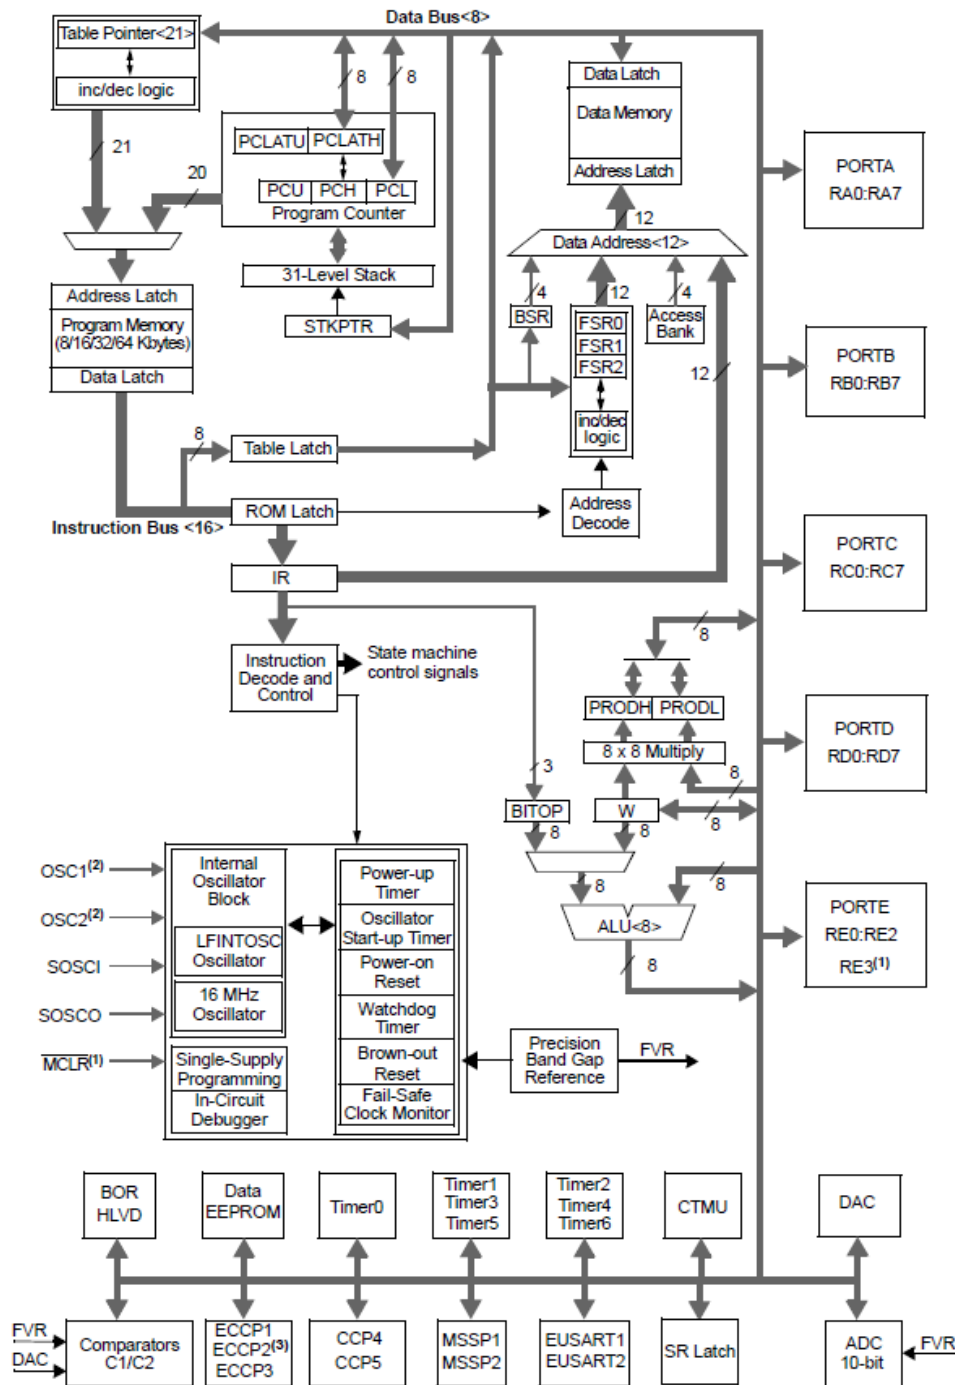 Data Bus<8>
Table Pointer<21>
inc/dec logic
21
20
8
8
PCLATU PCLATH
PCU PCH PCL
Program Counter
31-Level Stack
STKPTR
Data Latch
Data Memory
Address Latch
12
Data Address<12>
4
12
4
BSR
FSR0
FSR1
FSR2
inc/dec
logic
Access
Bank
12
Address
Decode
Address Latch
Program Memory
(8/16/32/64 Kbytes)
Data Latch
8
Table Latch
ROM Latch
Instruction Bus <16>
IR
Instruction
Decode and
Control
State machine
control signals
8
PRODH PRODL
8 x 8 Multiply
3
8
BITOP
W
8
8
8
8
8
ALU<8>
8
PORTA
RA0:RA7
PORTB
RB0:RB7
PORTC
RC0:RC7
PORTD
RD0:RD7
PORTE
RE0:RE2
RE3(1)
OSC1(2)
OSC2(2)
SOSCI
SOSCO
MCLR(1)
Internal
Oscillator
Block
LFINTOSC
Oscillator
16 MHz
Oscillator
Single-Supply
Programming
In-Circuit
Debugger
Power-up
Timer
Oscillator
Start-up Timer
Power-on
Reset
Watchdog
Timer
Brown-out
Reset
Fail-Safe
Clock Monitor
Precision
Band Gap
Reference
FVR
BOR
HLVD
Data
EEPROM
Timer0
Timer1
Timer3
Timer5
Timer2
Timer4
Timer6
CTMU
DAC
FVR
DAC
Comparators
C1/C2
ECCP1
ECCP2(3)
ECCP3
CCP4
CCP5
MSSP1
MSSP2
EUSART1
EUSART2
SR Latch
ADC
10-bit
FVR